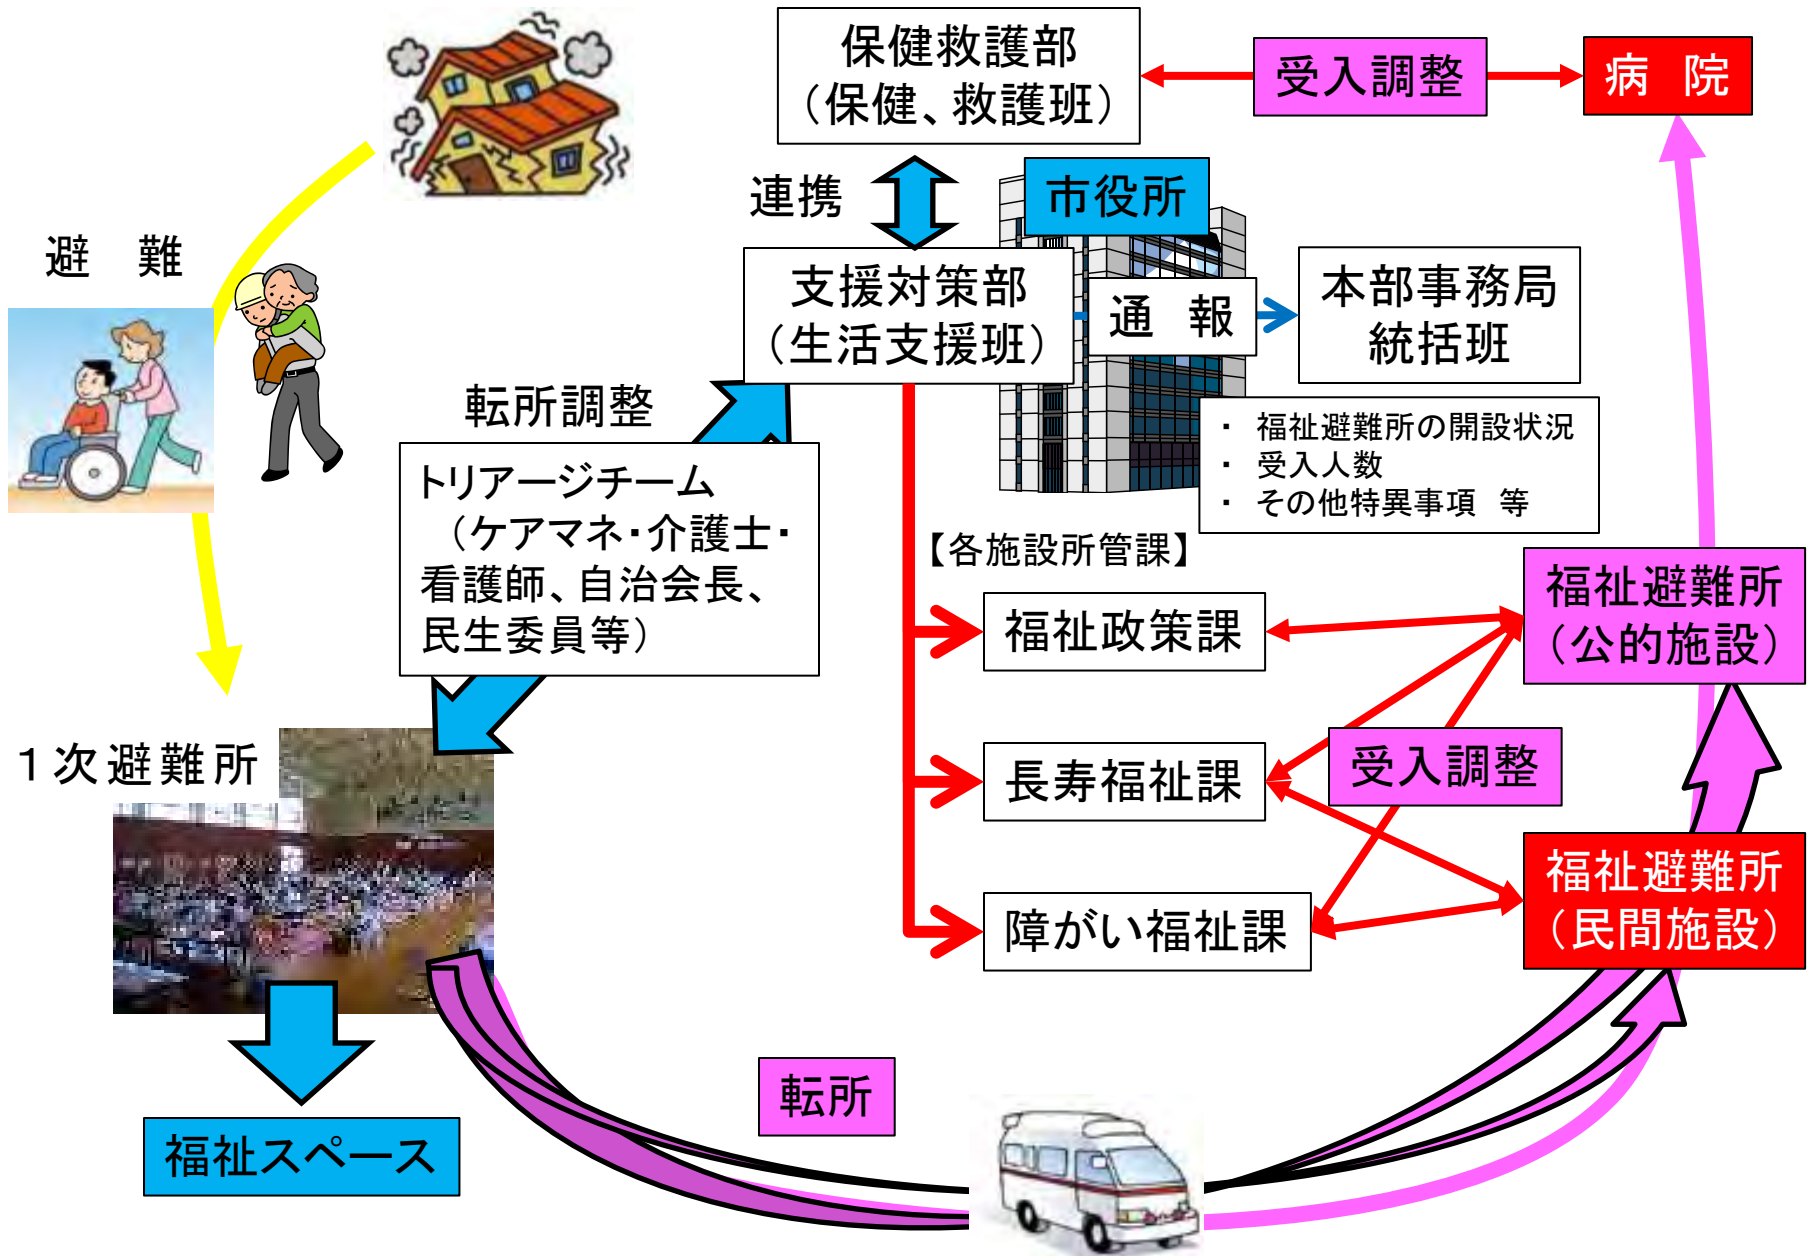 保健救護部
（保健、救護班）
受入調整
病　院
連携
市役所
避　難
支援対策部
（生活支援班）
通　報
本部事務局
統括班
転所調整
・　福祉避難所の開設状況
・　受入人数
・　その他特異事項　等
トリアージチーム
（ケアマネ・介護士・
看護師、自治会長、
民生委員等）
【各施設所管課】
福祉政策課
福祉避難所
（公的施設）
１次避難所
長寿福祉課
受入調整
障がい福祉課
福祉避難所
（民間施設）
転所
福祉スペース